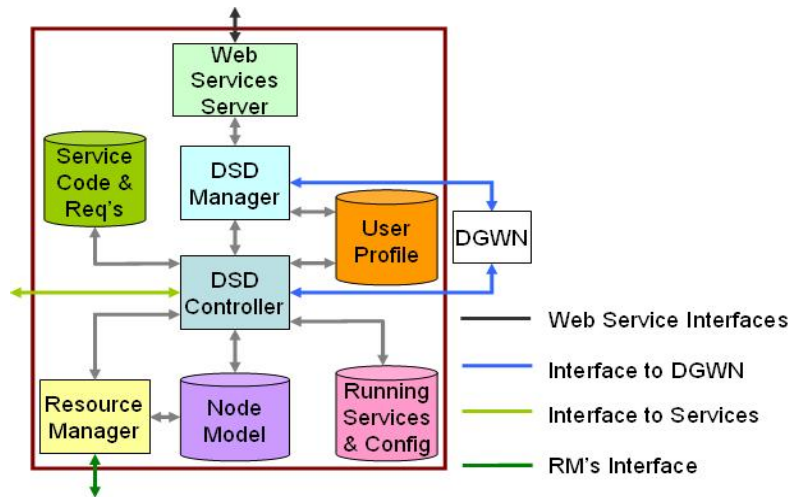 Web
Services
Server
Service
Code &
Req's
DSD
Manager
User
Profile
DGWN
DSD
Controller
Resource
Manager
Node
Model
Running
Services
& Config
Web Service Interfaces
Interface to DGWN
Interface to Services
RM's Interface